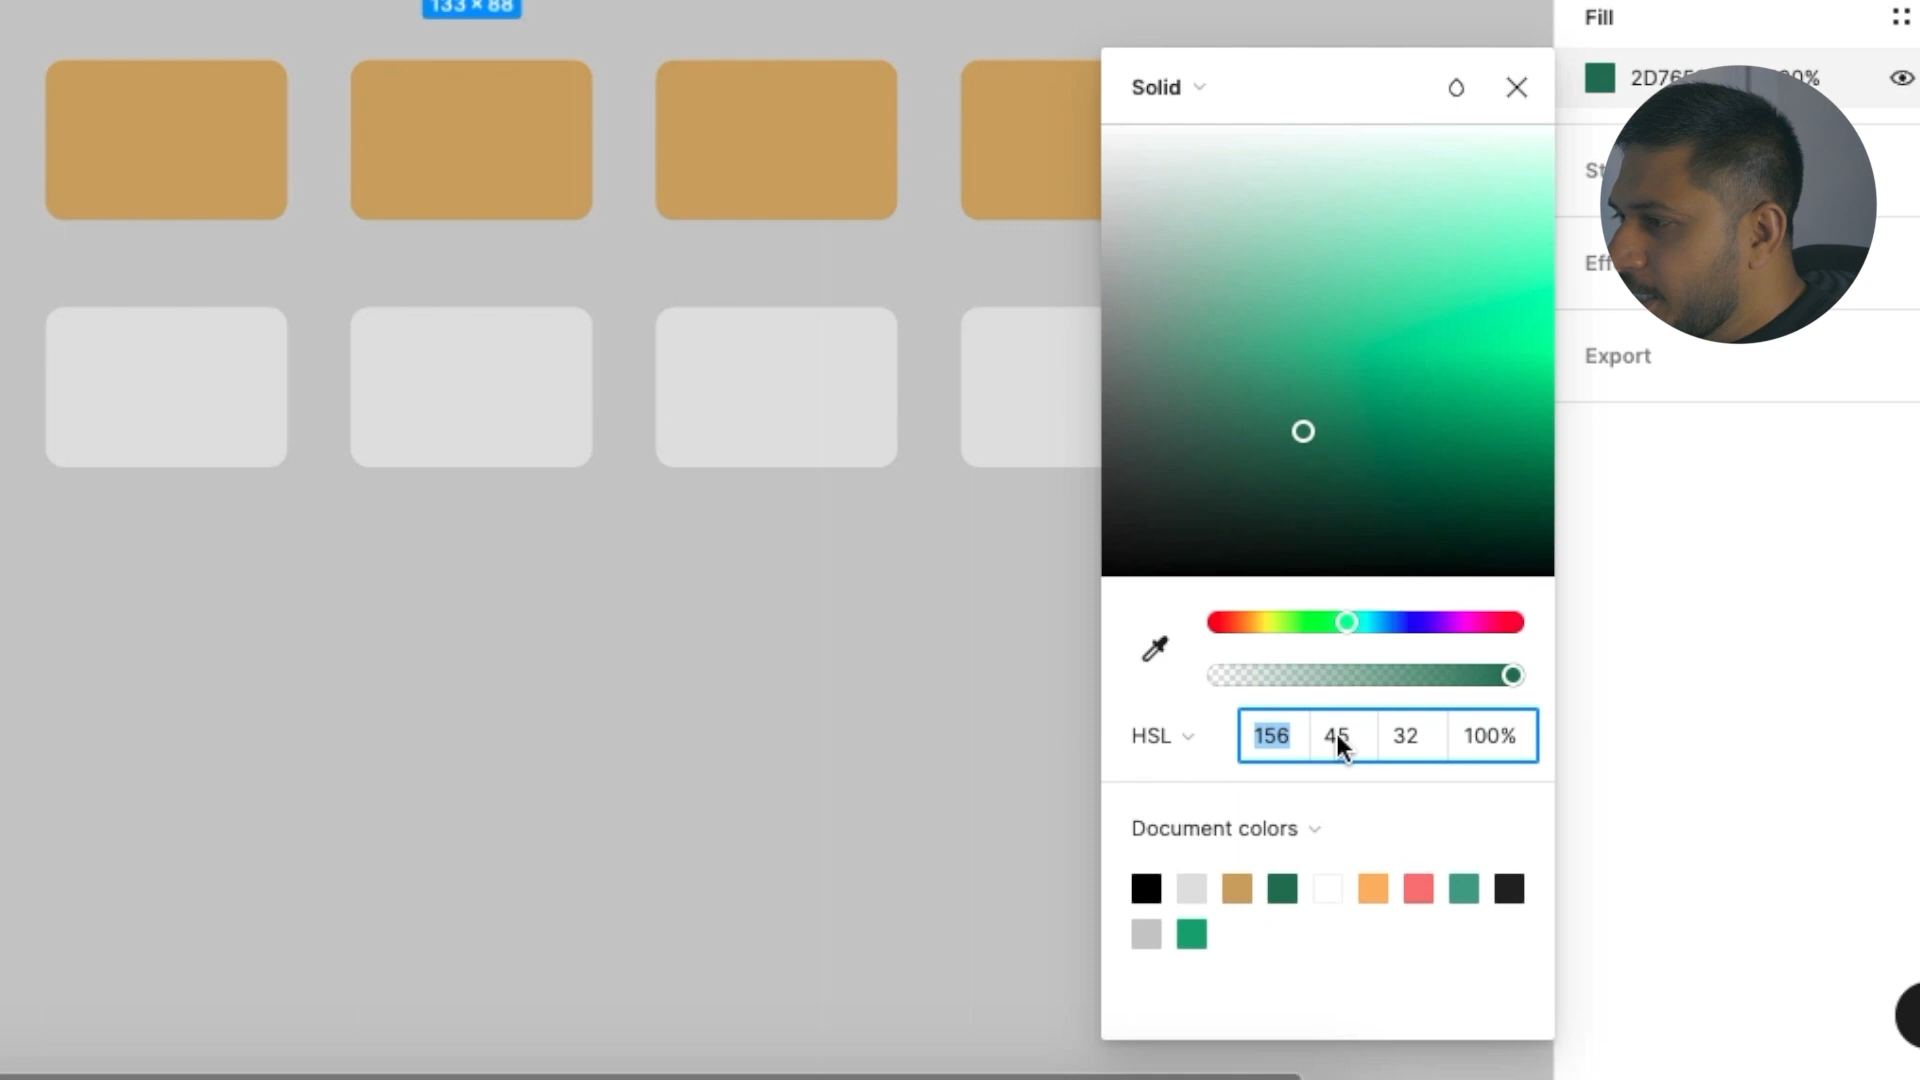 133 × 88
Fill
Solid
Export
HSL 156 45 32 100%
Document colors